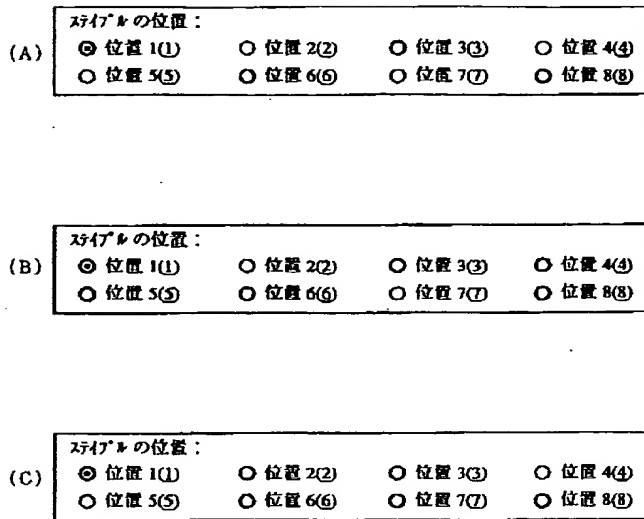 (A)
ｽﾃｲﾌﾟﾙ の位置：
位置 1(1) 位置 2(2) 位置 3(3) 位置 4(4)
位置 5(5) 位置 6(6) 位置 7(7) 位置 8(8)
(B)
ｽﾃｲﾌﾟﾙ の位置：
位置 1(1) 位置 2(2) 位置 3(3) 位置 4(4)
位置 5(5) 位置 6(6) 位置 7(7) 位置 8(8)
(C)
ｽﾃｲﾌﾟﾙ の位置：
位置 1(1) 位置 2(2) 位置 3(3) 位置 4(4)
位置 5(5) 位置 6(6) 位置 7(7) 位置 8(8)